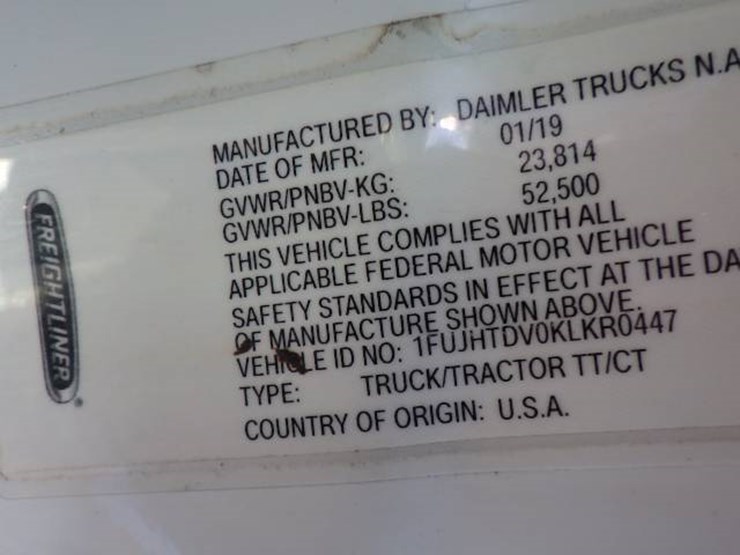 FREIGHTLINER
MANUFACTURED BY: DAIMLER TRUCKS N.A
DATE OF MFR: 01/19
GVWR/PNBV-KG: 23,814
GVWR/PNBV-LBS: 52,500
THIS VEHICLE COMPLIES WITH ALL
APPLICABLE FEDERAL MOTOR VEHICLE
SAFETY STANDARDS IN EFFECT AT THE DA
OF MANUFACTURE SHOWN ABOVE.
VEHICLE ID NO: 1FUJHTDV0KLKR0447
TYPE: TRUCK/TRACTOR TT/CT
COUNTRY OF ORIGIN: U.S.A.